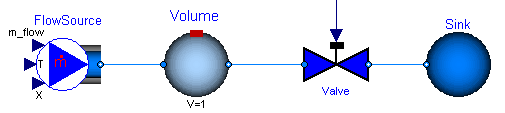 FlowSource
Volume
Sink
m_flow
ṁ
T
X
V=1
Valve